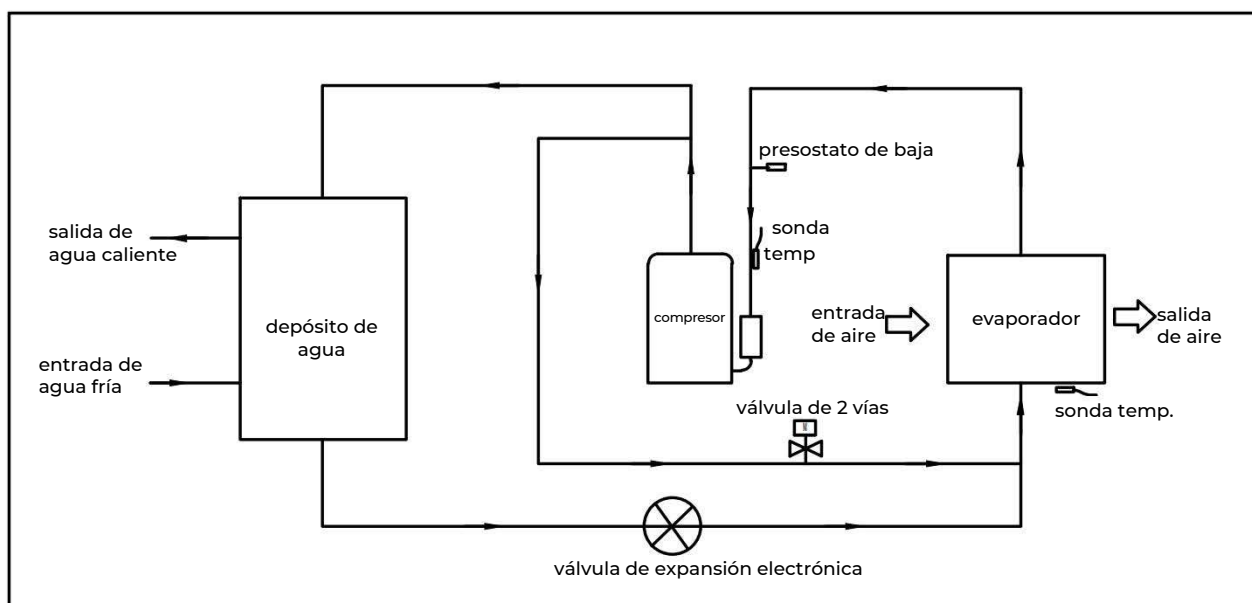 presostato de baja
salida de
agua caliente
sonda
temp
depósito de
agua
compresor
entrada
de aire
evaporador
salida
de aire
entrada de
agua fría
válvula de 2 vías
sonda temp.
válvula de expansión electrónica